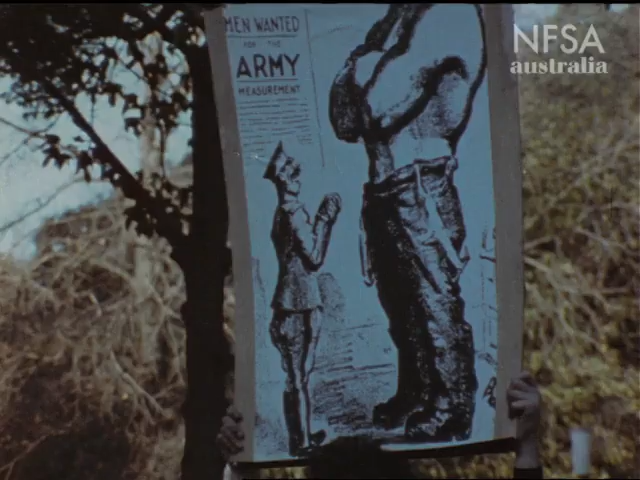 MEN WANTED
FOR THE
ARMY
MEASUREMENT
NFSA
australia